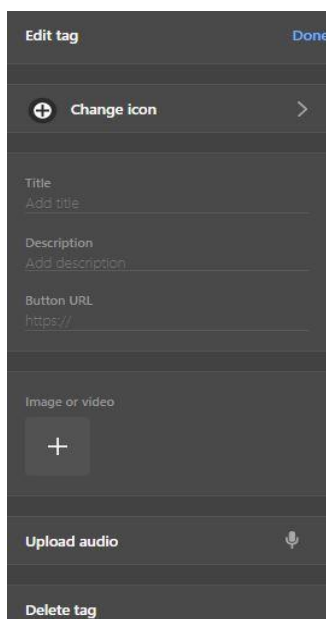 Edit tag
Done
Change icon
Title
Add title
Description
Add description
Button URL
https://
Image or video
Upload audio
Delete tag